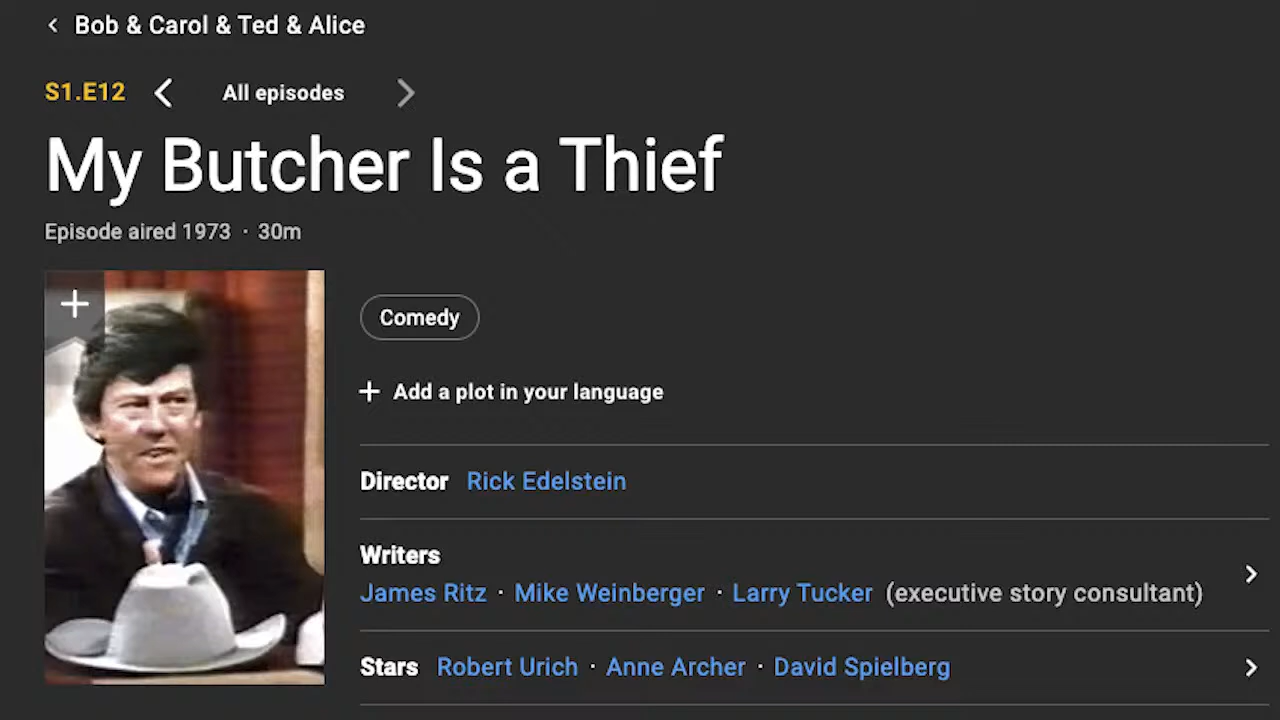 Bob & Carol & Ted & Alice
S1.E12 All episodes
My Butcher Is a Thief
Episode aired 1973 · 30m
Comedy
Add a plot in your language
Director Rick Edelstein
Writers
James Ritz · Mike Weinberger · Larry Tucker (executive story consultant)
Stars Robert Urich · Anne Archer · David Spielberg